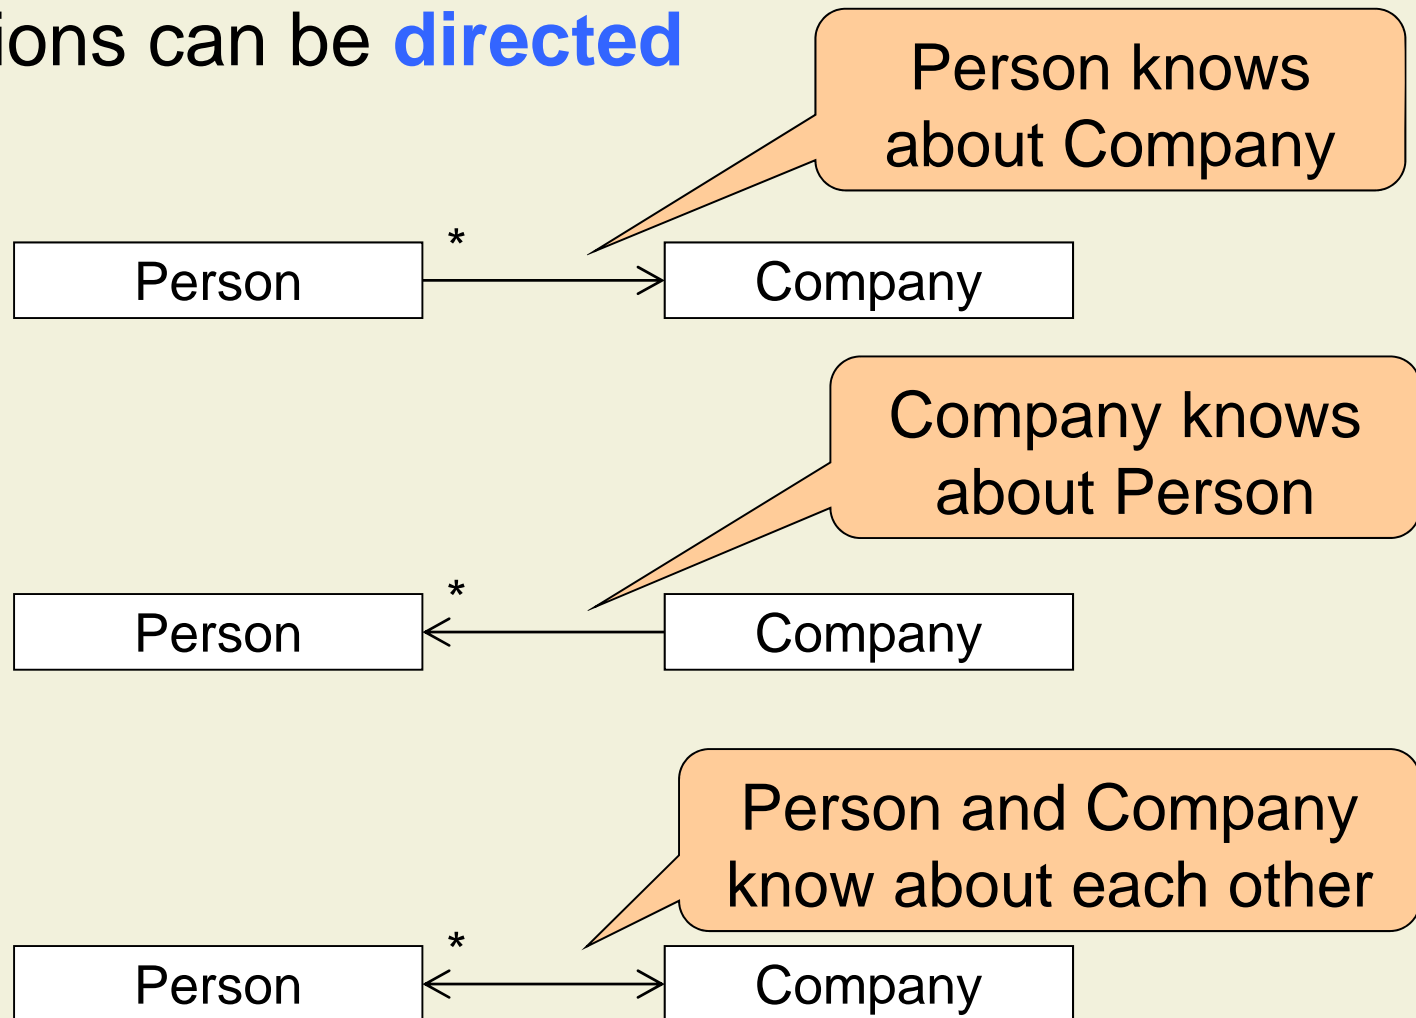 ions can be directed
Person knows
about Company
*
Person
Company
Company knows
about Person
*
Person
Company
Person and Company
know about each other
*
Person
Company